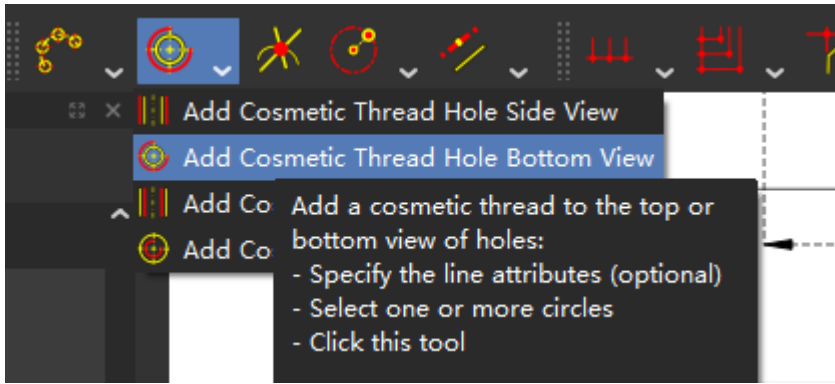 Add Cosmetic Thread Hole Side View
Add Cosmetic Thread Hole Bottom View
Add Co
Add Co
Add a cosmetic thread to the top or
bottom view of holes:
- Specify the line attributes (optional)
- Select one or more circles
- Click this tool